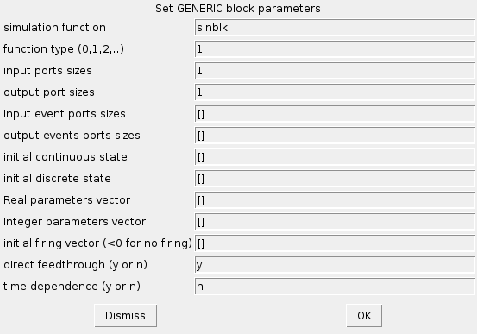 Set GENERIC block parameters
simulation function sinblk
function type (0,1,2,..) 1
input ports sizes 1
output port sizes 1
input event ports sizes []
output events ports sizes []
initial continuous state []
initial discrete state []
Real parameters vector []
Integer parameters vector []
initial firing vector (<0 for no firing) []
direct feedthrough (y or n) y
time dependence (y or n) n
Dismiss OK